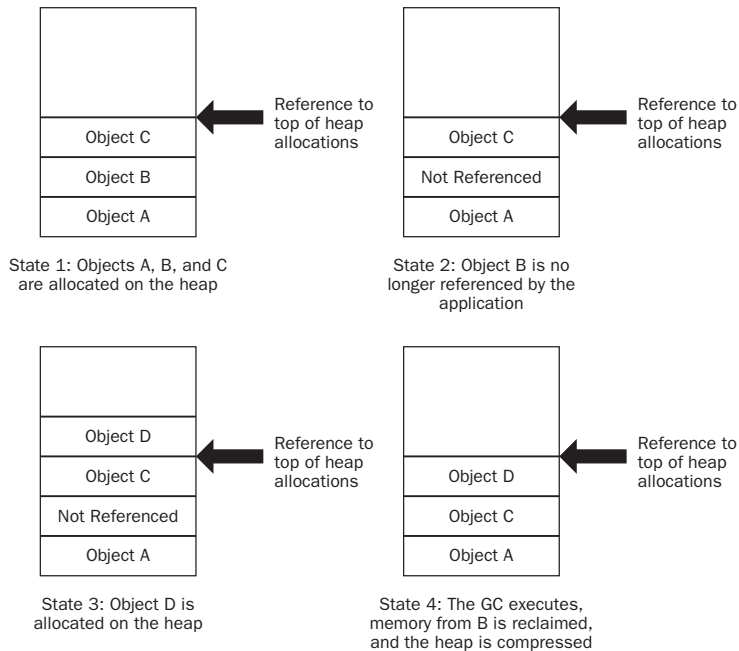 Object C
Object B
Object A
Reference to
top of heap
allocations
State 1: Objects A, B, and C
are allocated on the heap
Object C
Not Referenced
Object A
Reference to
top of heap
allocations
State 2: Object B is no
longer referenced by the
application
Object D
Object C
Not Referenced
Object A
Reference to
top of heap
allocations
State 3: Object D is
allocated on the heap
Object D
Object C
Object A
Reference to
top of heap
allocations
State 4: The GC executes,
memory from B is reclaimed,
and the heap is compressed